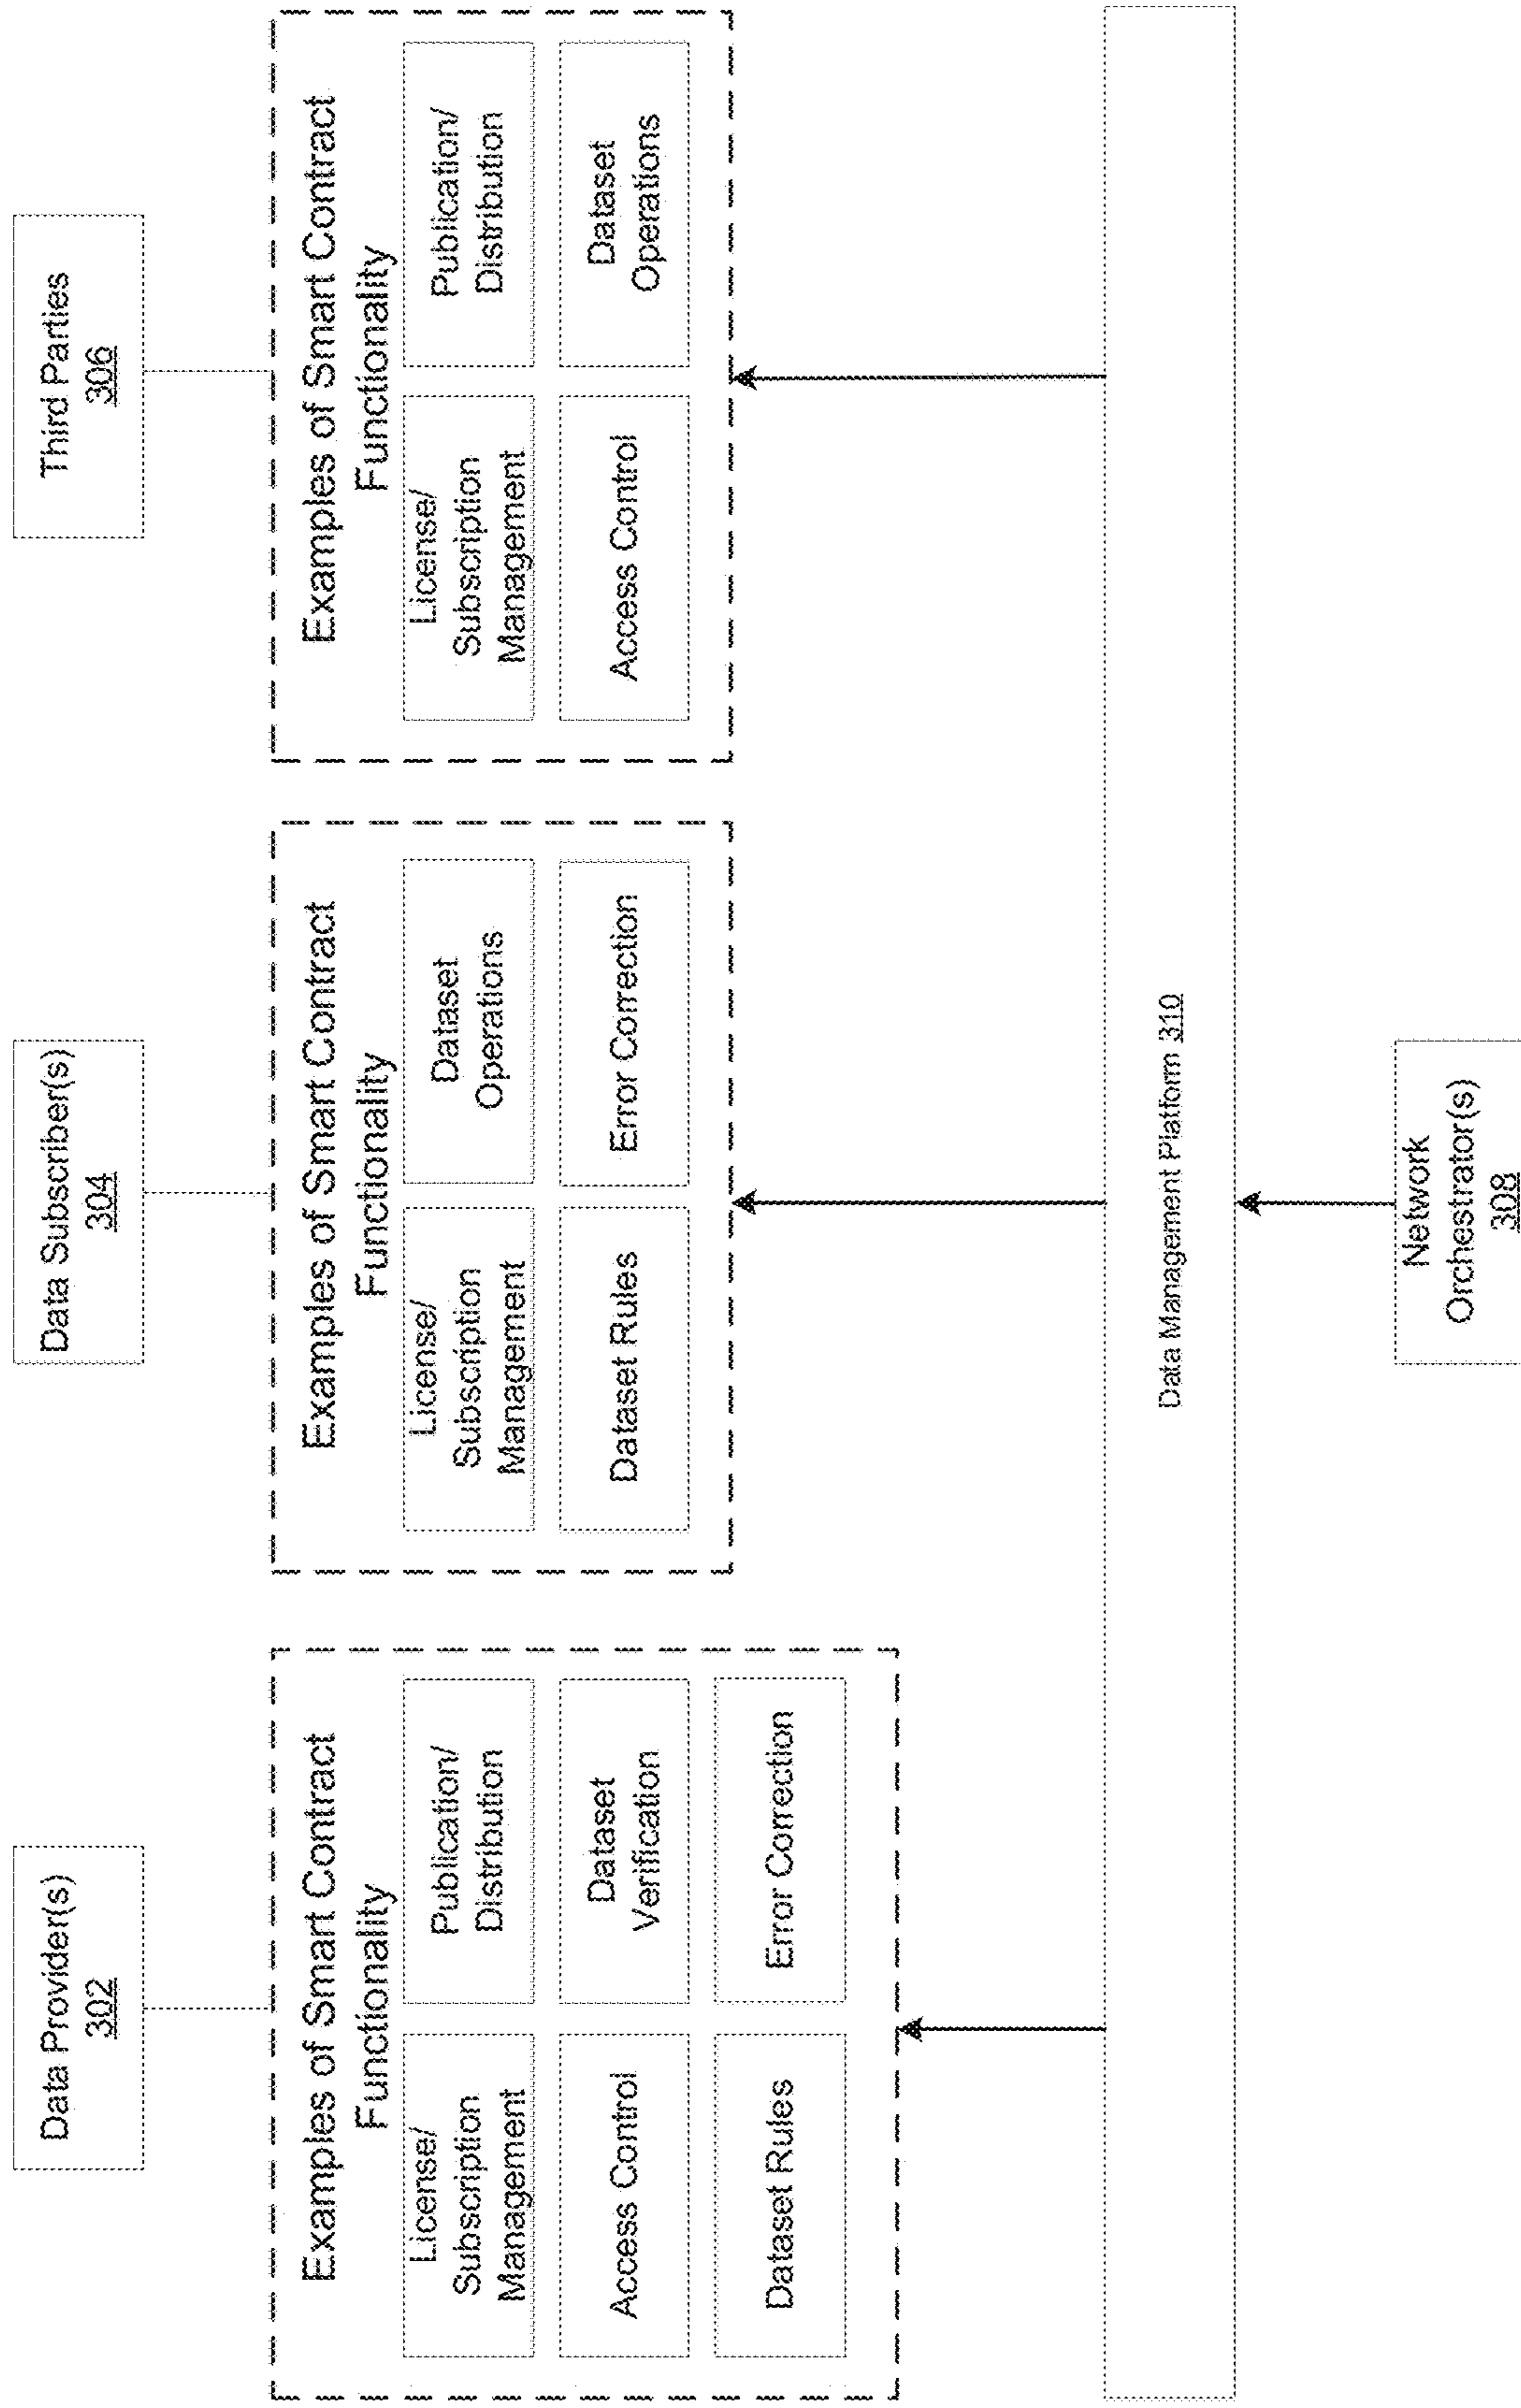 Data Provider(s)
302
Examples of Smart Contract
Functionality
License/
Subscription
Management
Publication/
Distribution
Access Control
Dataset
Verification
Dataset Rules
Error Correction
Data Subscriber(s)
304
Examples of Smart Contract
Functionality
License/
Subscription
Management
Dataset
Operations
Dataset Rules
Error Correction
Third Parties
306
Examples of Smart Contract
Functionality
License/
Subscription
Management
Publication/
Distribution
Access Control
Dataset
Operations
Data Management Platform 310
Network
Orchestrator(s)
308